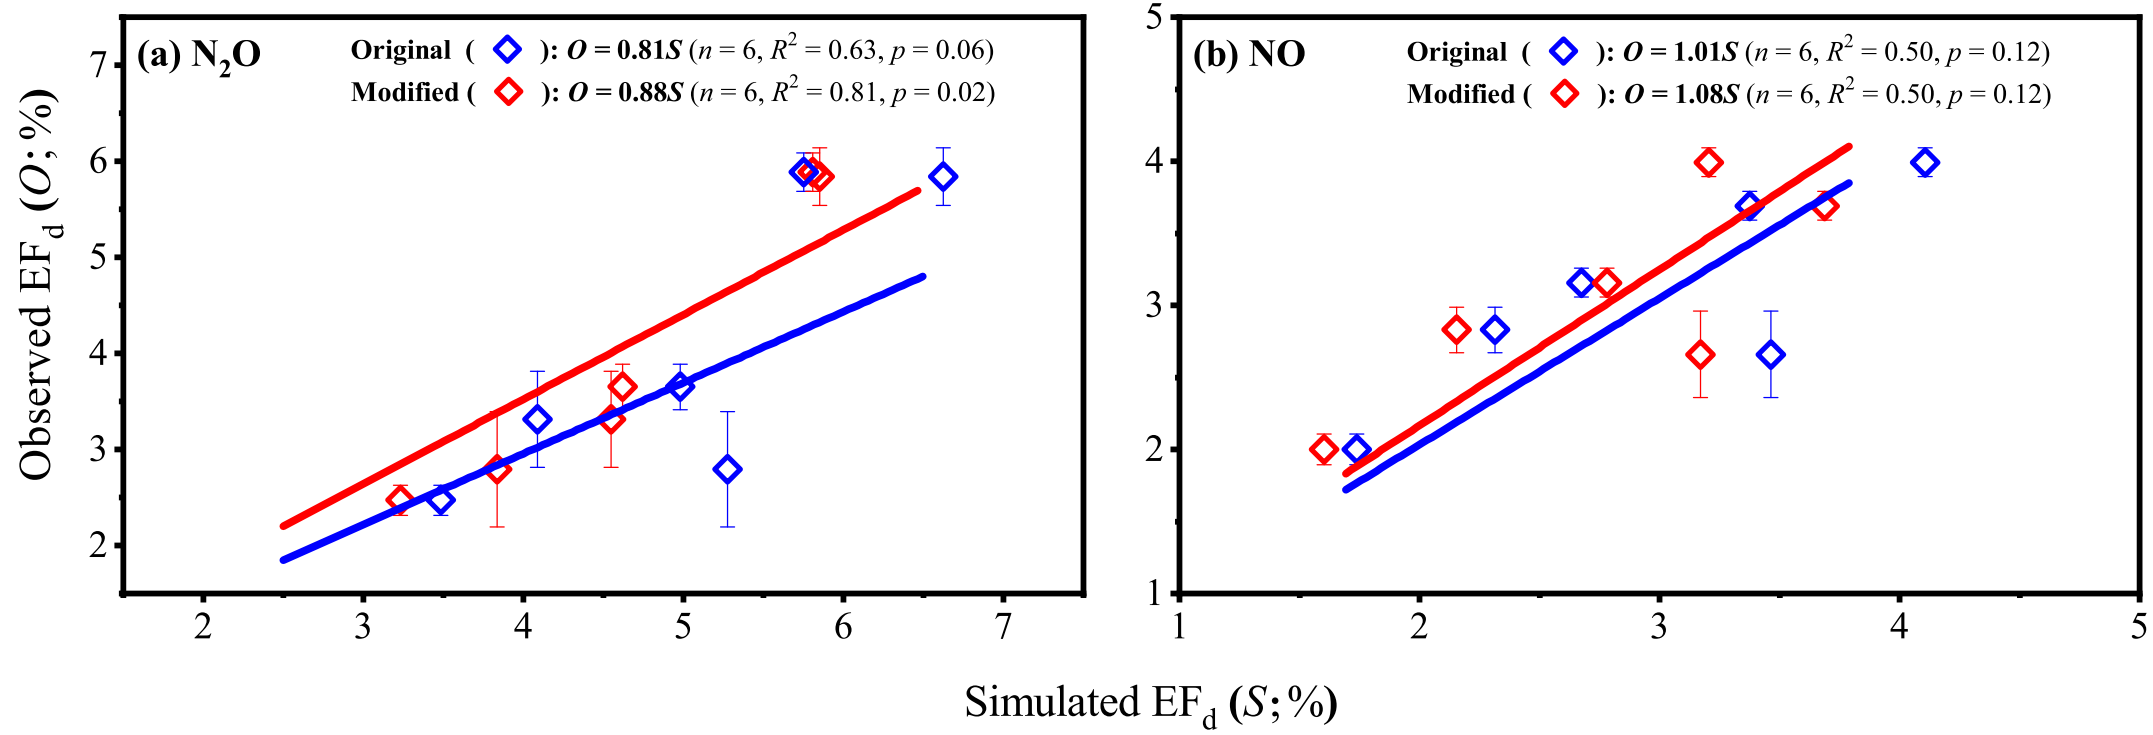 (a) N₂O
Original ( ): O = 0.81S (n = 6, R² = 0.63, p = 0.06)
Modified ( ): O = 0.88S (n = 6, R² = 0.81, p = 0.02)
7
6
5
4
3
2
2 3 4 5 6 7
Observed EFd (O; %)
(b) NO
Original ( ): O = 1.01S (n = 6, R² = 0.50, p = 0.12)
Modified ( ): O = 1.08S (n = 6, R² = 0.50, p = 0.12)
5
4
3
2
1
1 2 3 4 5
Simulated EFd (S; %)